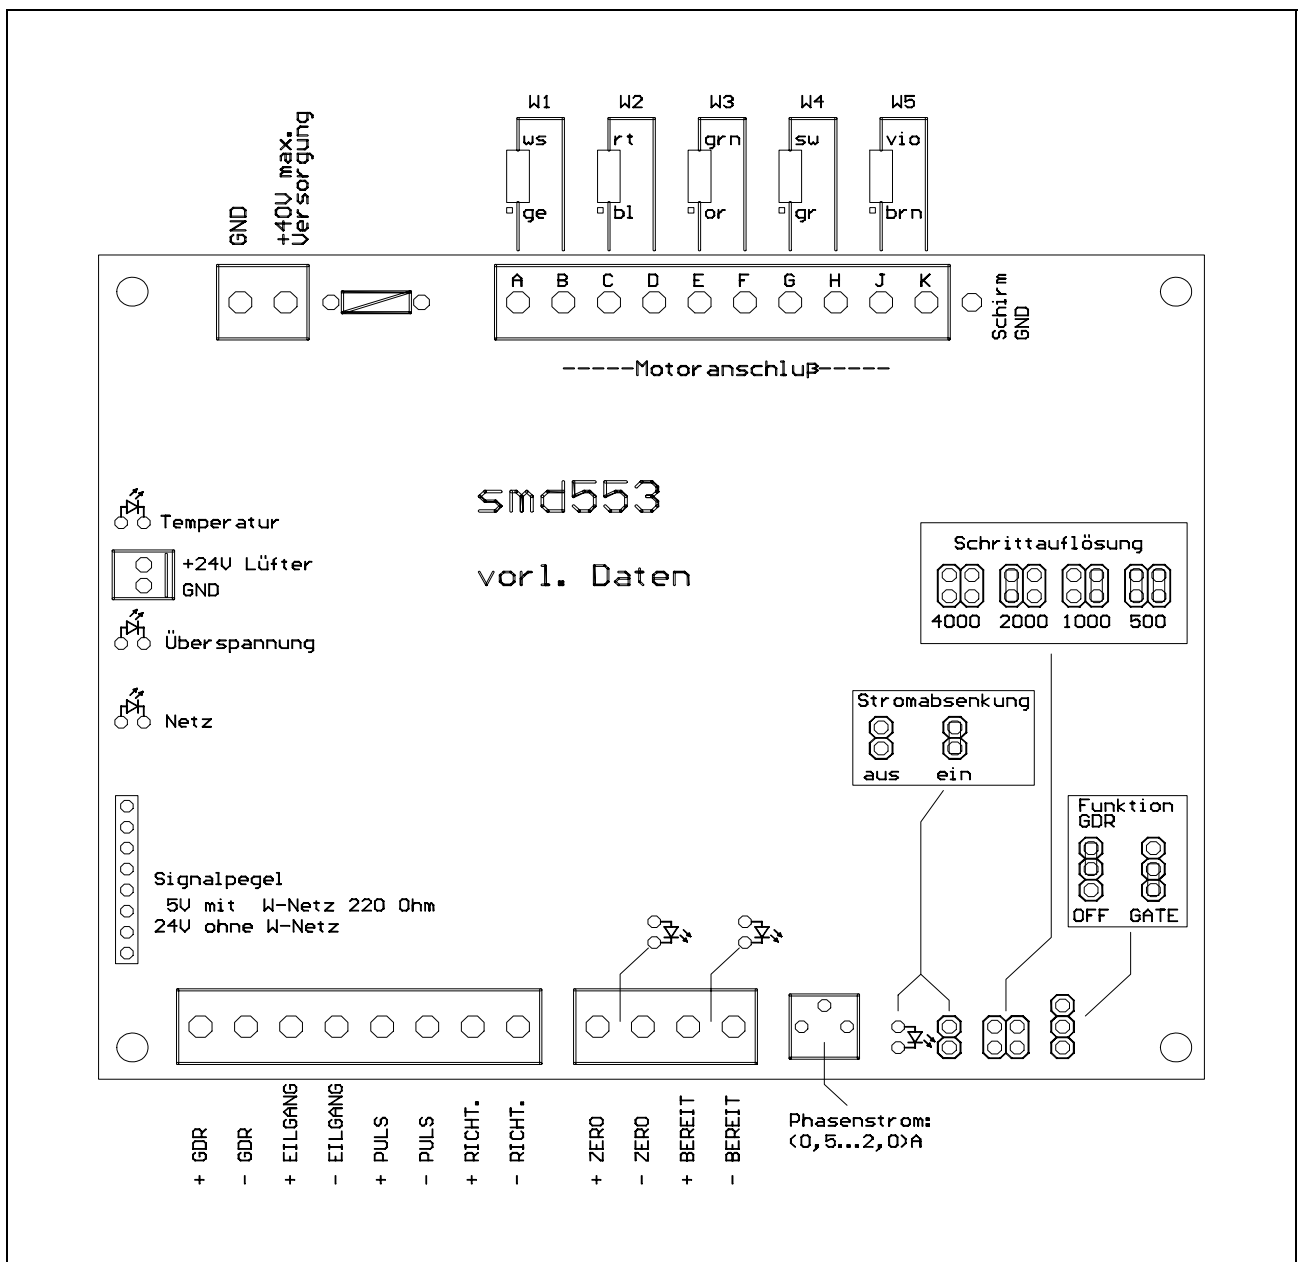 W1 W2 W3 W4 W5
ws rt grn sw vio
ge bl or gr brn
GND
+40V max.
Versorgung
A B C D E F G H J K
Schirm
GND
-----Motoranschluß-----
smd553
vorl. Daten
Temperatur
+24V Lüfter
GND
Überspannung
Netz
Schrittauflösung
4000 2000 1000 500
Stromabsenkung
aus ein
Funktion
GDR
OFF GATE
Signalpegel
5V mit W-Netz 220 Ohm
24V ohne W-Netz
+ GDR
- GDR
+ EILGANG
- EILGANG
+ PULS
- PULS
+ RICHT.
- RICHT.
+ ZERO
- ZERO
+ BEREIT
- BEREIT
Phasenstrom:
(0,5...2,0)A